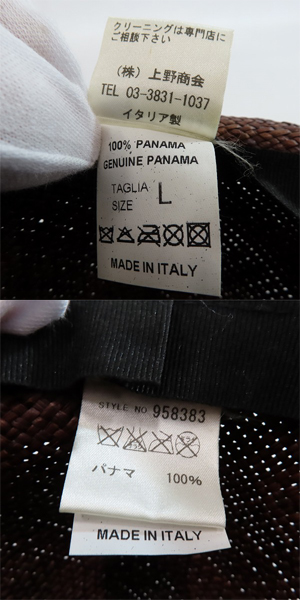 クリーニングは専門店に
ご相談下さい
(株) 上野商会
TEL 03-3831-1037
イタリア製
100% PANAMA
GENUINE PANAMA
TAGLIA
SIZE L
MADE IN ITALY
STYLE NO 958383
パナマ 100%
MADE IN ITALY